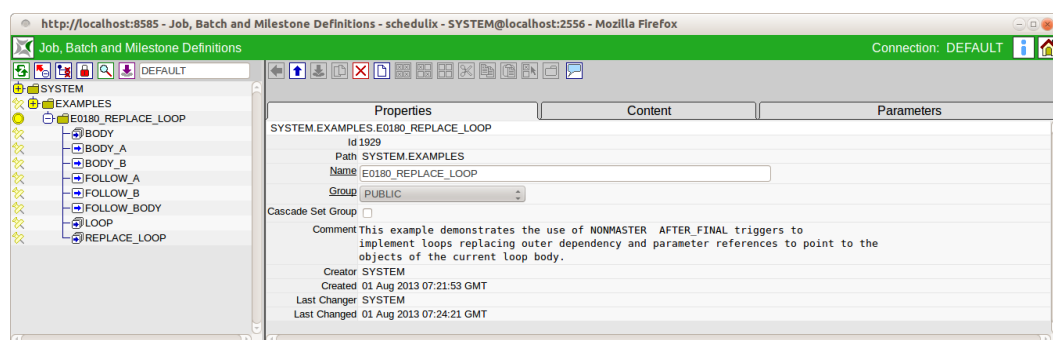 http://localhost:8585 - Job, Batch and Milestone Definitions - schedulix - SYSTEM@localhost:2556 - Mozilla Firefox
Job, Batch and Milestone Definitions
Connection: DEFAULT
DEFAULT
SYSTEM
EXAMPLES
E0180_REPLACE_LOOP
BODY
BODY_A
BODY_B
FOLLOW_A
FOLLOW_B
FOLLOW_BODY
LOOP
REPLACE_LOOP
Properties Content Parameters
SYSTEM.EXAMPLES.E0180_REPLACE_LOOP
Id 1929
Path SYSTEM.EXAMPLES
Name E0180_REPLACE_LOOP
Group PUBLIC
Cascade Set Group
Comment This example demonstrates the use of NONMASTER AFTER_FINAL triggers to
implement loops replacing outer dependency and parameter references to point to the
objects of the current loop body.
Creator SYSTEM
Created 01 Aug 2013 07:21:53 GMT
Last Changer SYSTEM
Last Changed 01 Aug 2013 07:24:21 GMT